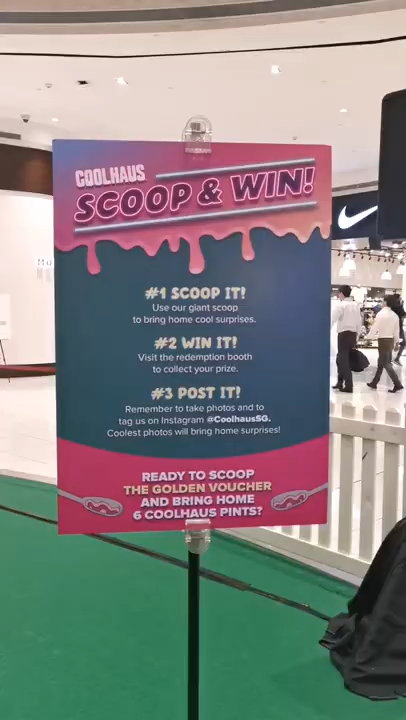 COOLHAUS
SCOOP & WIN!
#1 SCOOP IT!
Use our giant scoop
to bring home cool surprises.
#2 WIN IT!
Visit the redemption booth
to collect your prize.
#3 POST IT!
Remember to take photos and to
tag us on Instagram @CoolhausSG.
Coolest photos will bring home surprises!
READY TO SCOOP
THE GOLDEN VOUCHER
AND BRING HOME
6 COOLHAUS PINTS?